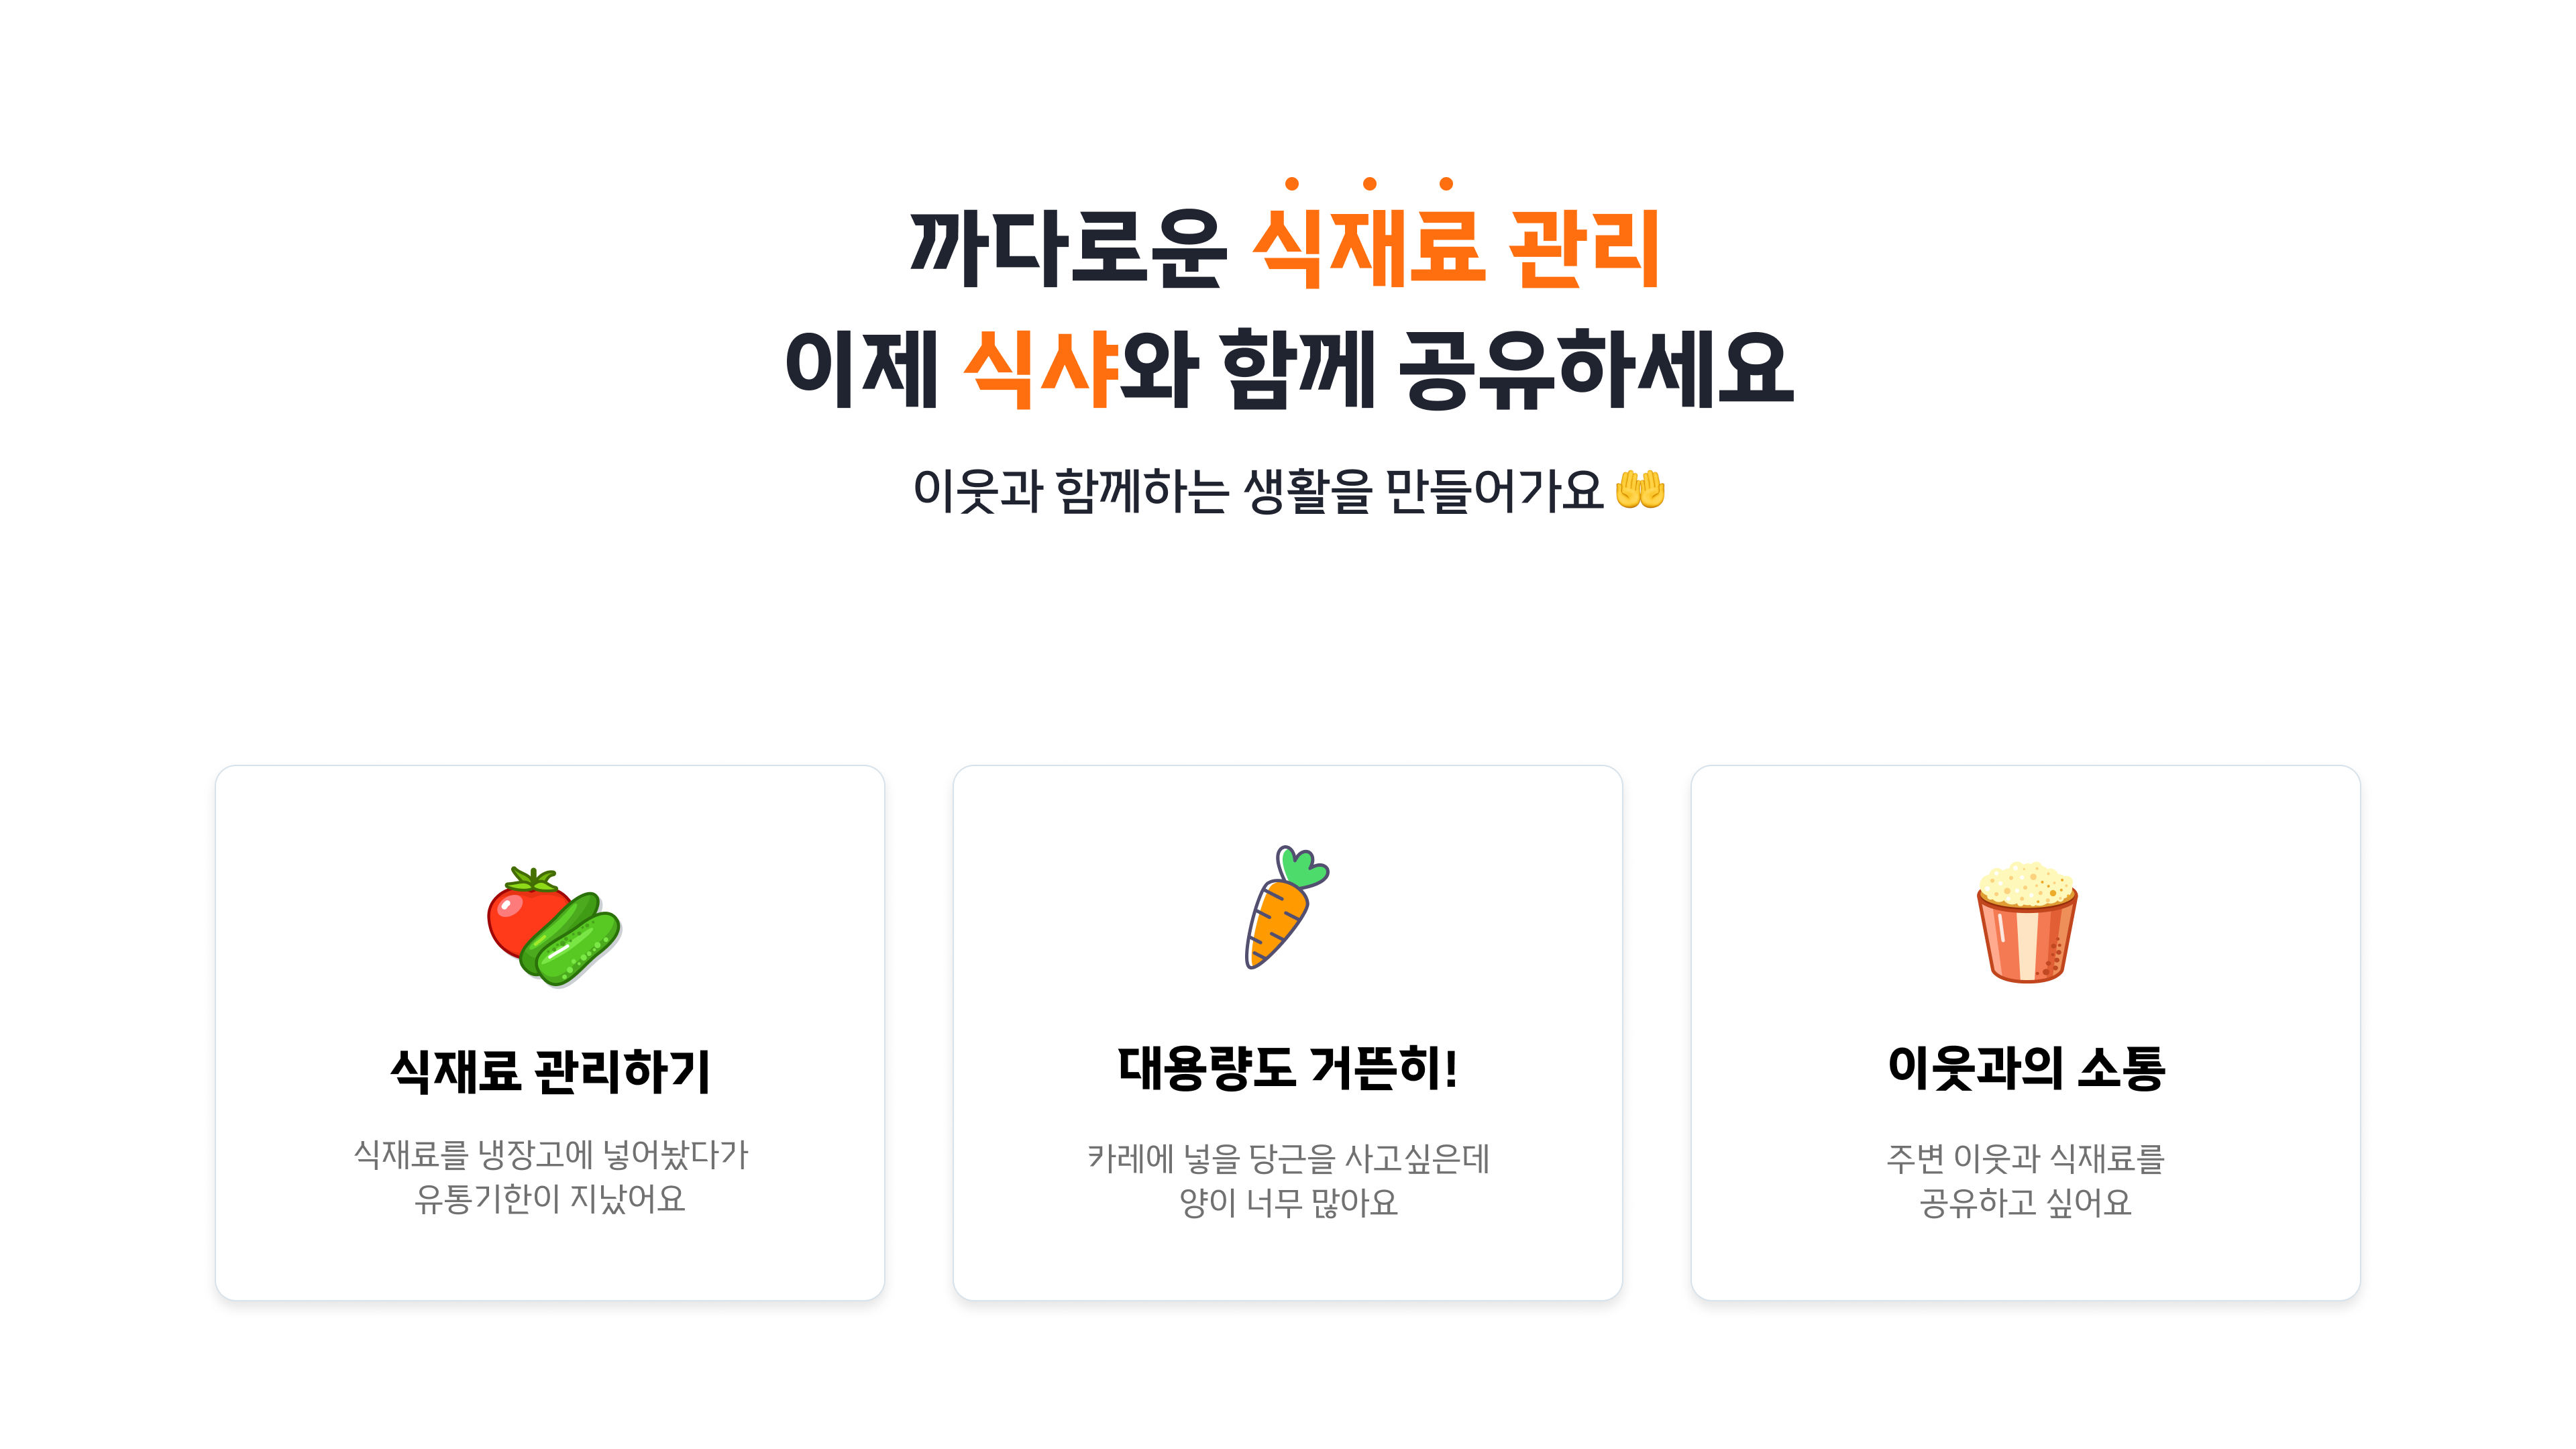 까다로운 식재료 관리
이제 식샤와 함께 공유하세요
이웃과 함께하는 생활을 만들어가요 🤲
식재료 관리하기
식재료를 냉장고에 넣어놨다가
유통기한이 지났어요
대용량도 거뜬히!
카레에 넣을 당근을 사고싶은데
양이 너무 많아요
이웃과의 소통
주변 이웃과 식재료를
공유하고 싶어요